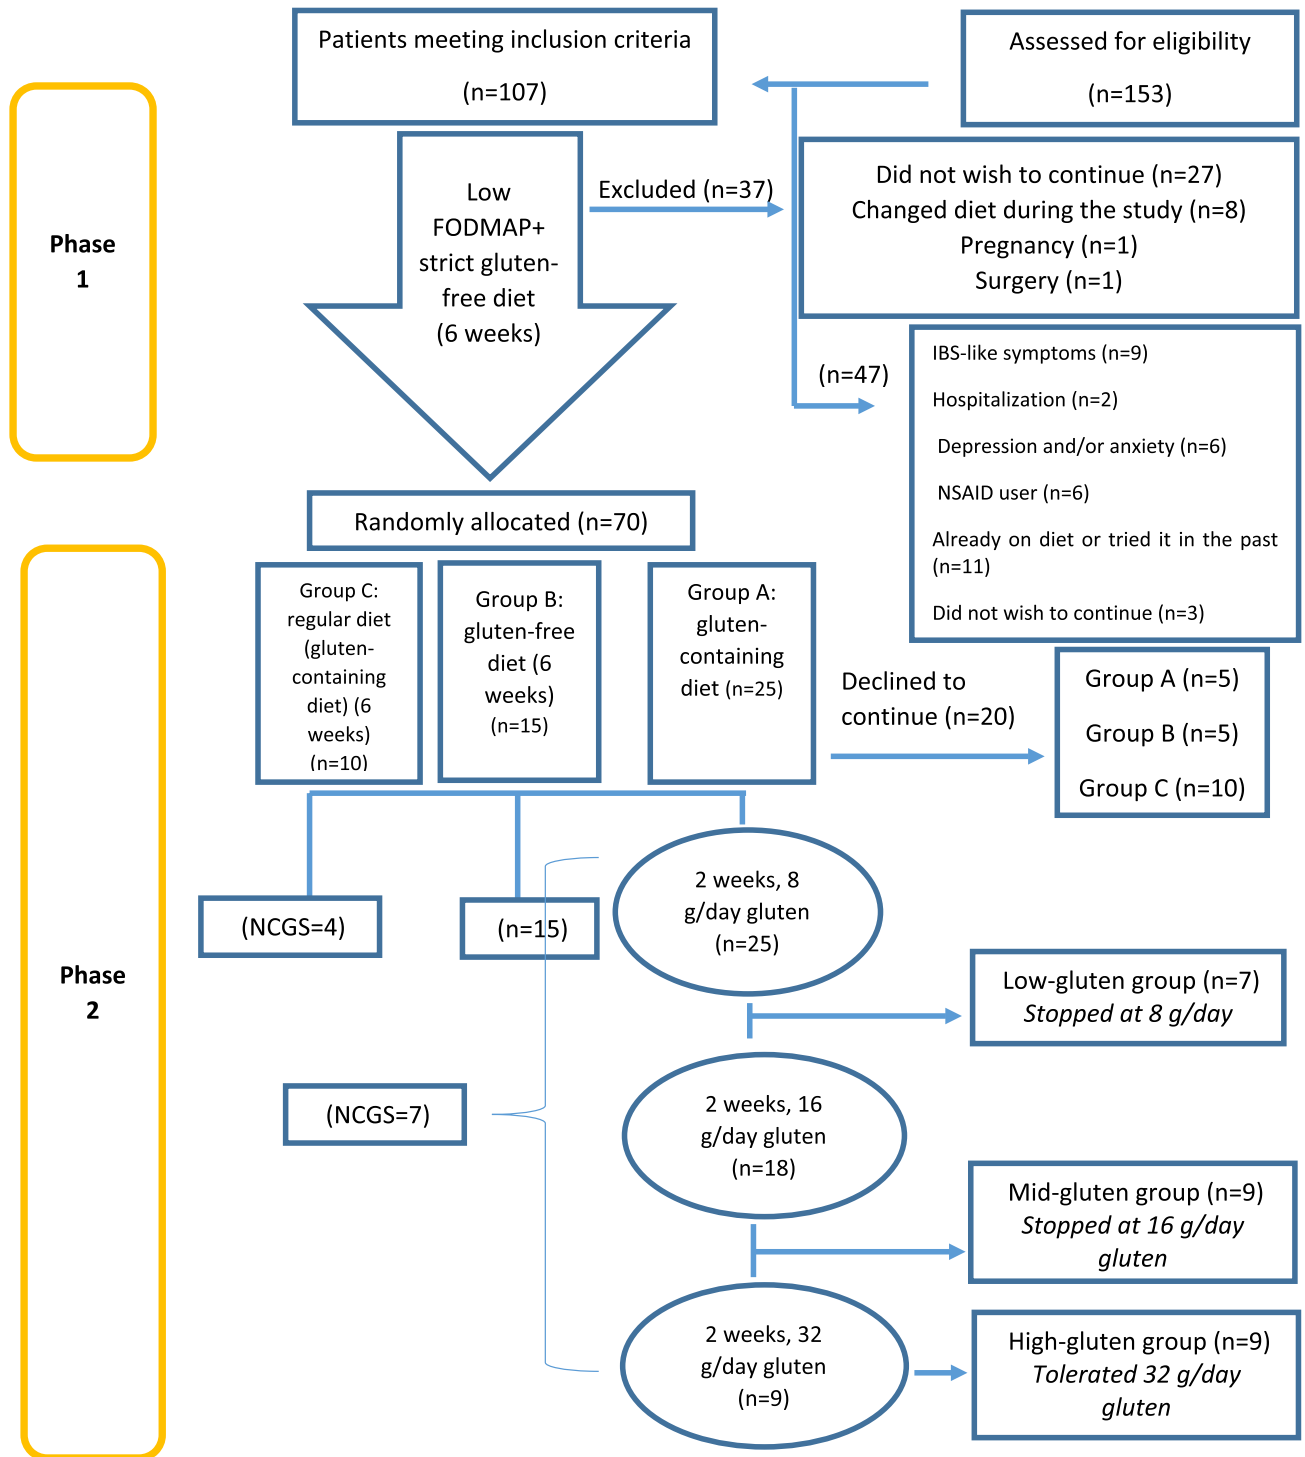 Patients meeting inclusion criteria
(n=107)
Assessed for eligibility
(n=153)
Phase
1
Low
FODMAP+
strict gluten-
free diet
(6 weeks)
Excluded (n=37)
Did not wish to continue (n=27)
Changed diet during the study (n=8)
Pregnancy (n=1)
Surgery (n=1)
(n=47)
IBS-like symptoms (n=9)
Hospitalization (n=2)
Depression and/or anxiety (n=6)
NSAID user (n=6)
Already on diet or tried it in the past
(n=11)
Did not wish to continue (n=3)
Randomly allocated (n=70)
Phase
2
Group C:
regular diet
(gluten-
containing
diet) (6
weeks)
(n=10)
Group B:
gluten-free
diet (6
weeks)
(n=15)
Group A:
gluten-
containing
diet (n=25)
Declined to
continue (n=20)
Group A (n=5)
Group B (n=5)
Group C (n=10)
(NCGS=4)
(n=15)
2 weeks, 8
g/day gluten
(n=25)
Low-gluten group (n=7)
Stopped at 8 g/day
(NCGS=7)
2 weeks, 16
g/day gluten
(n=18)
Mid-gluten group (n=9)
Stopped at 16 g/day
gluten
2 weeks, 32
g/day gluten
(n=9)
High-gluten group (n=9)
Tolerated 32 g/day
gluten